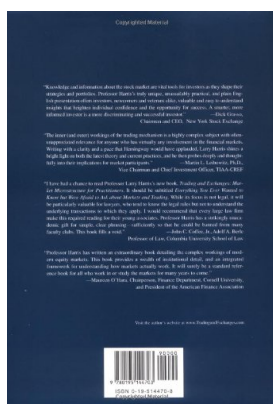 Copyrighted Material
"Knowledge and information about the stock market are vital tools for investors as they shape their
strategies and portfolios. Professor Harris's truly unique, remarkably practical, and plain Eng-
lish presentation offers investors, novices and veterans alike, valuable and easy to understand
insights that heighten individual confidence and the opportunity for success. A smarter, more
informed investor is a more discriminating and successful investor."
—Dick Grasso,
Chairman and CEO, New York Stock Exchange
"The inner (and outer) workings of the trading mechanism is a highly complex subject with often-
unappreciated relevance for anyone who has virtually any involvement in the financial markets.
Writing with a clarity and a pace that Hemingway would have applauded, Larry Harris shines a
bright light on both the latest theory and current practices, and he then probes deeply and thought-
fully into their implications for market participants."
—Martin L. Leibowitz, Ph.D.,
Vice Chairman and Chief Investment Officer, TIAA-CREF
"I have had a chance to read Professor Larry Harris's new book, Trading and Exchanges: Mar-
ket Microstructure for Practitioners. It should be subtitled Everything You Ever Wanted to
Know but Were Afraid to Ask about Markets and Trading. While its focus is not legal, it will
be particularly valuable for lawyers, who tend to know the legal rules but not to understand the
underlying transactions to which they apply. I would recommend that every large law firm
make this required reading for their young associates. Professor Harris has a strikingly
gift for simple, clear phrasing—sufficiently so that he could be banned from many
faculty clubs. This book fills a void."
—John C. Coffee, Jr., Adolf A. Berle
Professor of Law, Columbia University School of Law
"Professor Harris has written an extraordinary book detailing the complex workings of mod-
ern equity markets. This book provides a wealth of institutional detail, and an integrated
framework for understanding how markets actually work. It will surely be a standard refer-
ence book for all who work in or study the markets for many years to come."
—Maureen O'Hara, Chairperson, Finance Department, Cornell University,
and President of the American Finance Association
Visit the author's website at www.TradingandExchanges.com
90000
9 780195 144703
ISBN 0-19-514470-8
Copyrighted Material